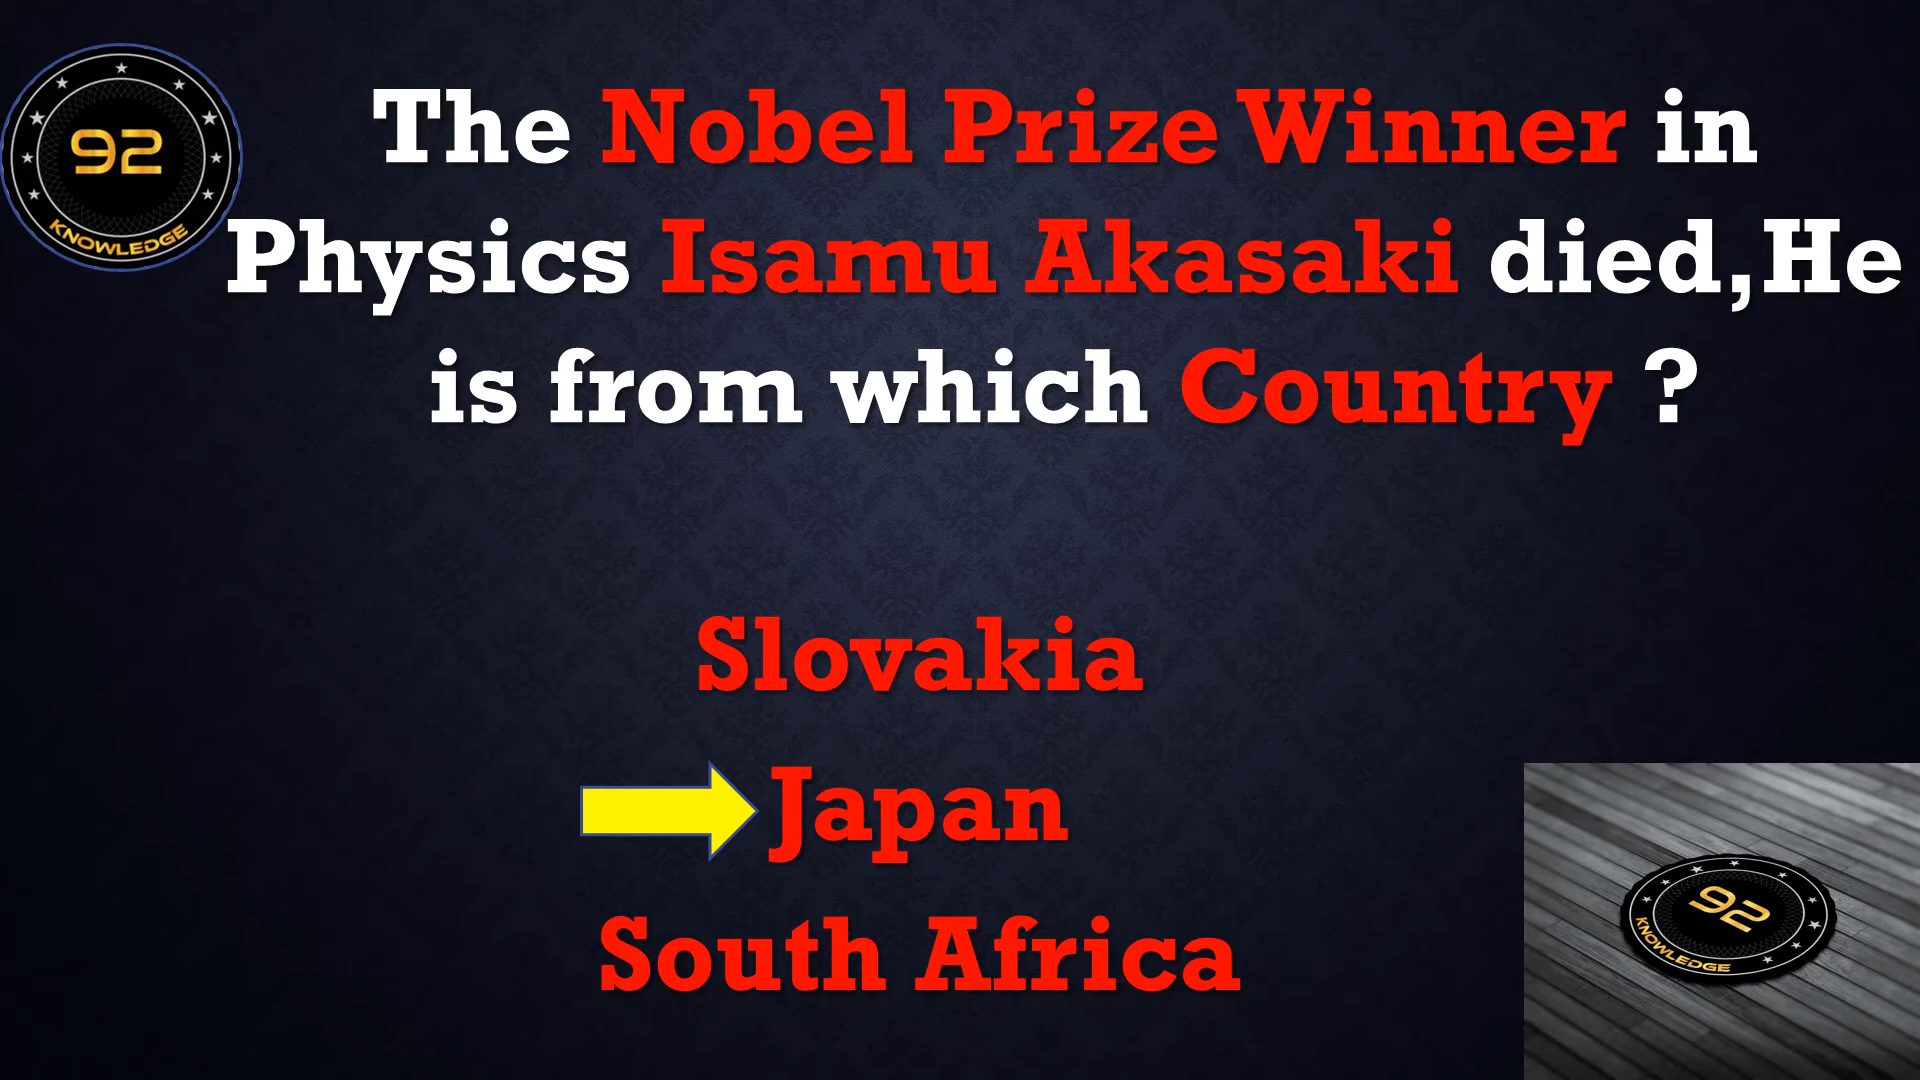 92
KNOWLEDGE
The Nobel Prize Winner in
Physics Isamu Akasaki died,He
is from which Country ?
Slovakia
Japan
South Africa
92
KNOWLEDGE